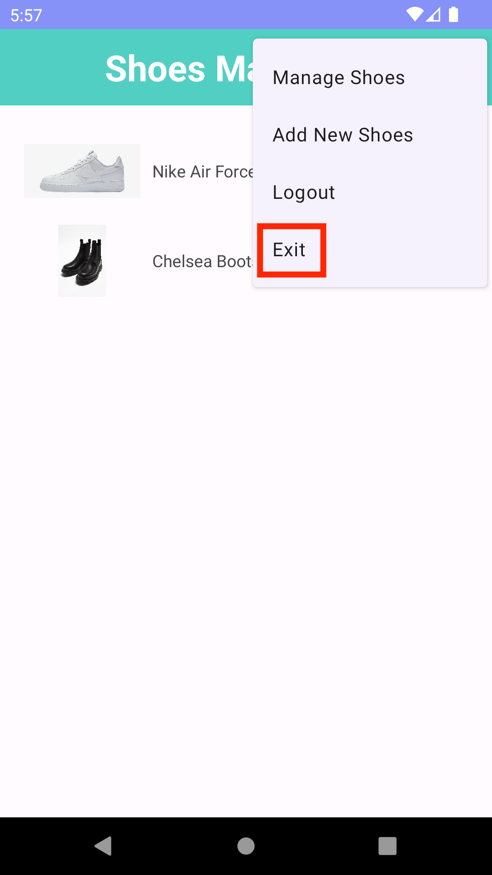 5:57
Shoes Ma
Manage Shoes
Add New Shoes
Logout
Exit
Nike Air Force
Chelsea Boot